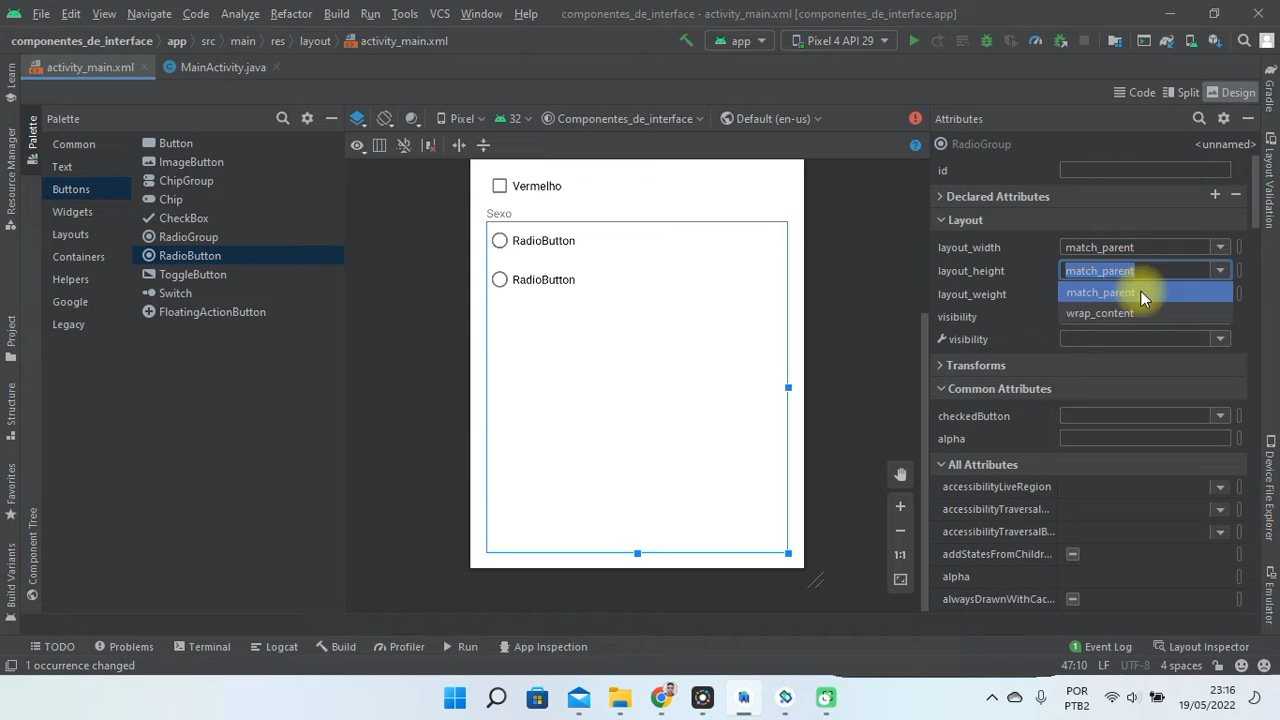 File Edit View Navigate Code Analyze Refactor Build Run Tools VCS Window Help componentes_de_interface - activity_main.xml [componentes_de_interface.app]
componentes_de_interface app src main res layout activity_main.xml app Pixel 4 API 29
activity_main.xml MainActivity.java
Code Split Design
Palette Pixel 32 Componentes_de_interface Default (en-us) Attributes
Common Button
Text ImageButton
Buttons ChipGroup
Widgets Chip
Layouts CheckBox
Containers RadioGroup
Helpers RadioButton
Google ToggleButton
Legacy Switch
FloatingActionButton
Vermelho
Sexo
RadioButton
RadioButton
RadioGroup <unnamed>
id
Declared Attributes
Layout
layout_width match_parent
layout_height match_parent
layout_weight match_parent
visibility wrap_content
visibility
Transforms
Common Attributes
checkedButton
alpha
All Attributes
accessibilityLiveRegion
accessibilityTraversal...
accessibilityTraversalB...
addStatesFromChildr...
alpha
alwaysDrawnWithCac...
1:1
Learn
Resource Manager
Project
Structure
Favorites
Build Variants
Palette
Component Tree
Gradle
Layout Validation
Device File Explorer
Emulator
TODO Problems Terminal Logcat Build Profiler Run App Inspection Event Log Layout Inspector
1 occurrence changed 47:10 LF UTF-8 4 spaces
POR
PTB2
23:16
19/05/2022